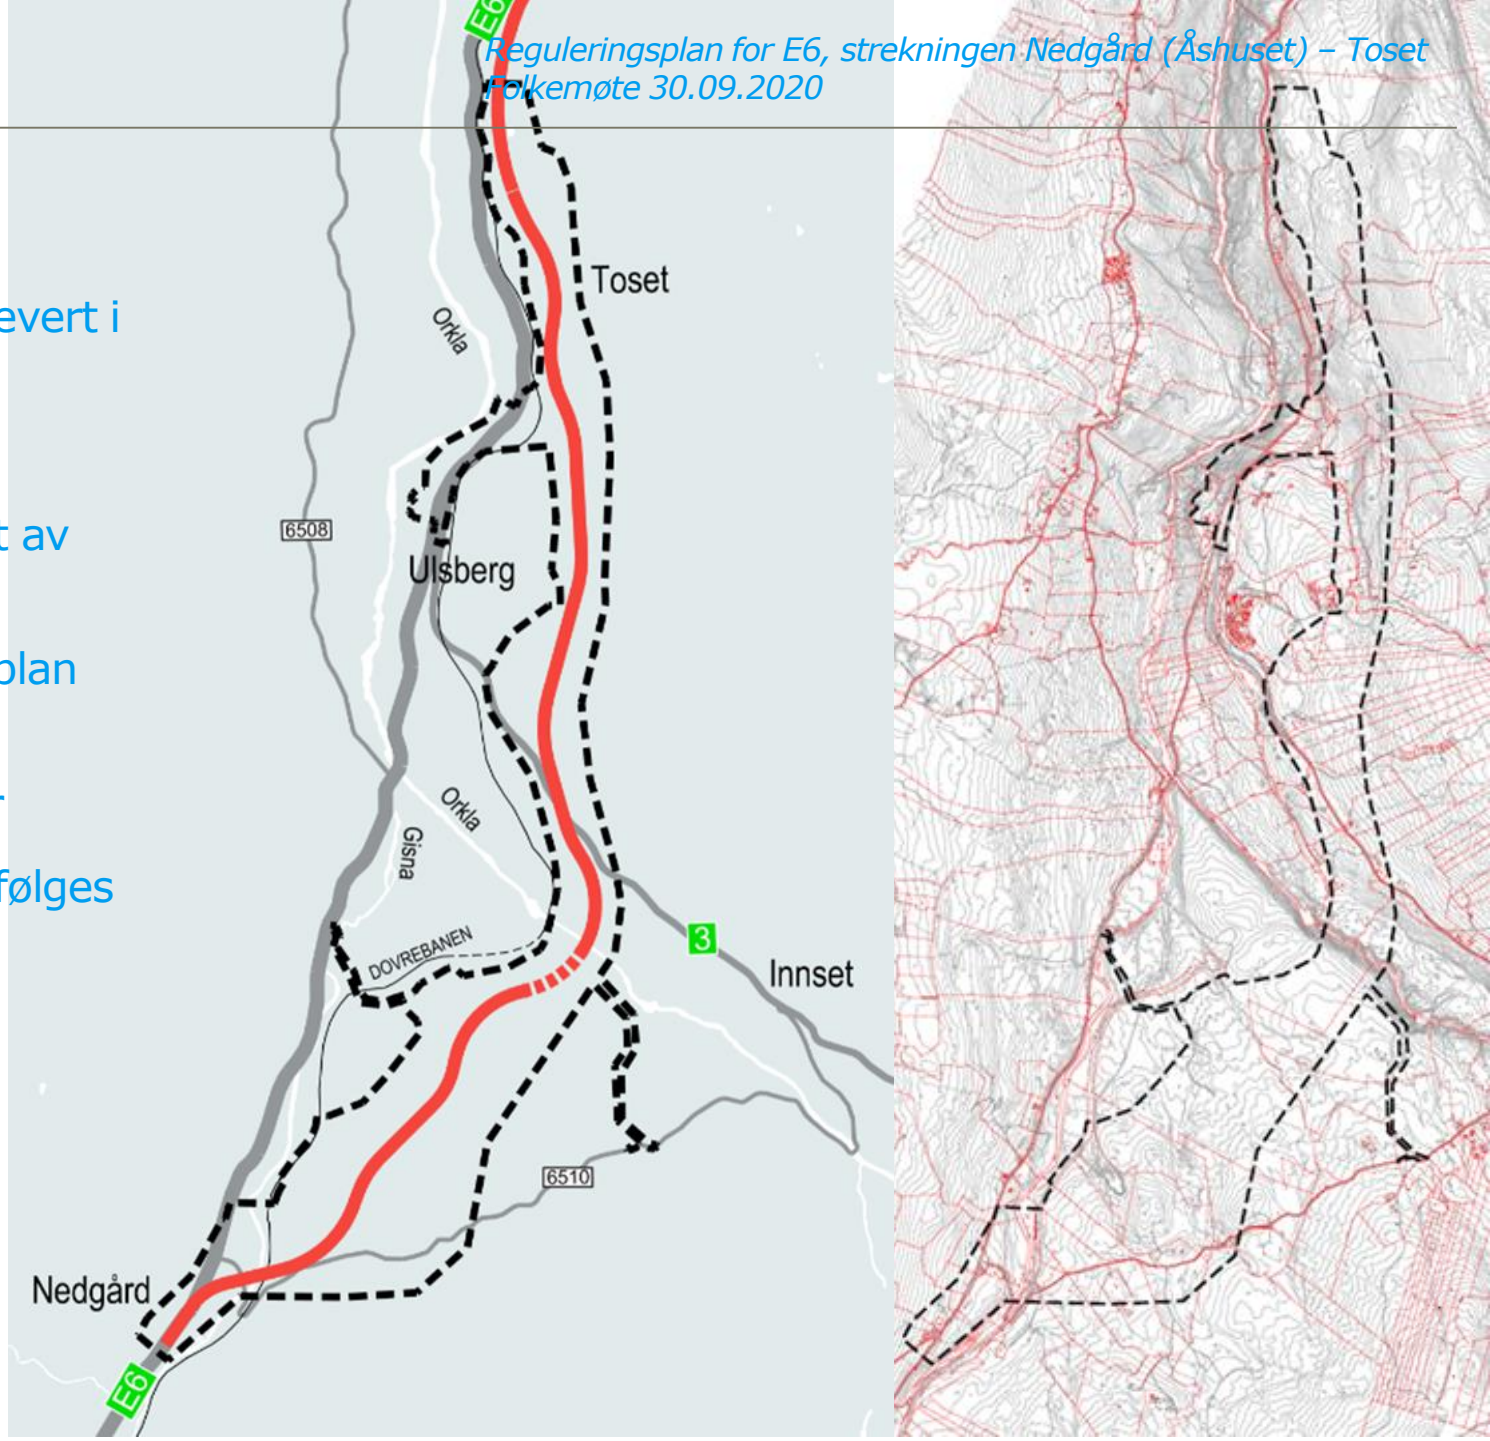 E6
Reguleringsplan for E6, strekningen Nedgård (Åshuset) – Toset
Folkemøte 30.09.2020
Toset
evert i
Orkla
t av
6508
Ulsberg
plan
Orkla
Gisna
følges
DOVREBANEN
3
Innset
6510
Nedgård
E6